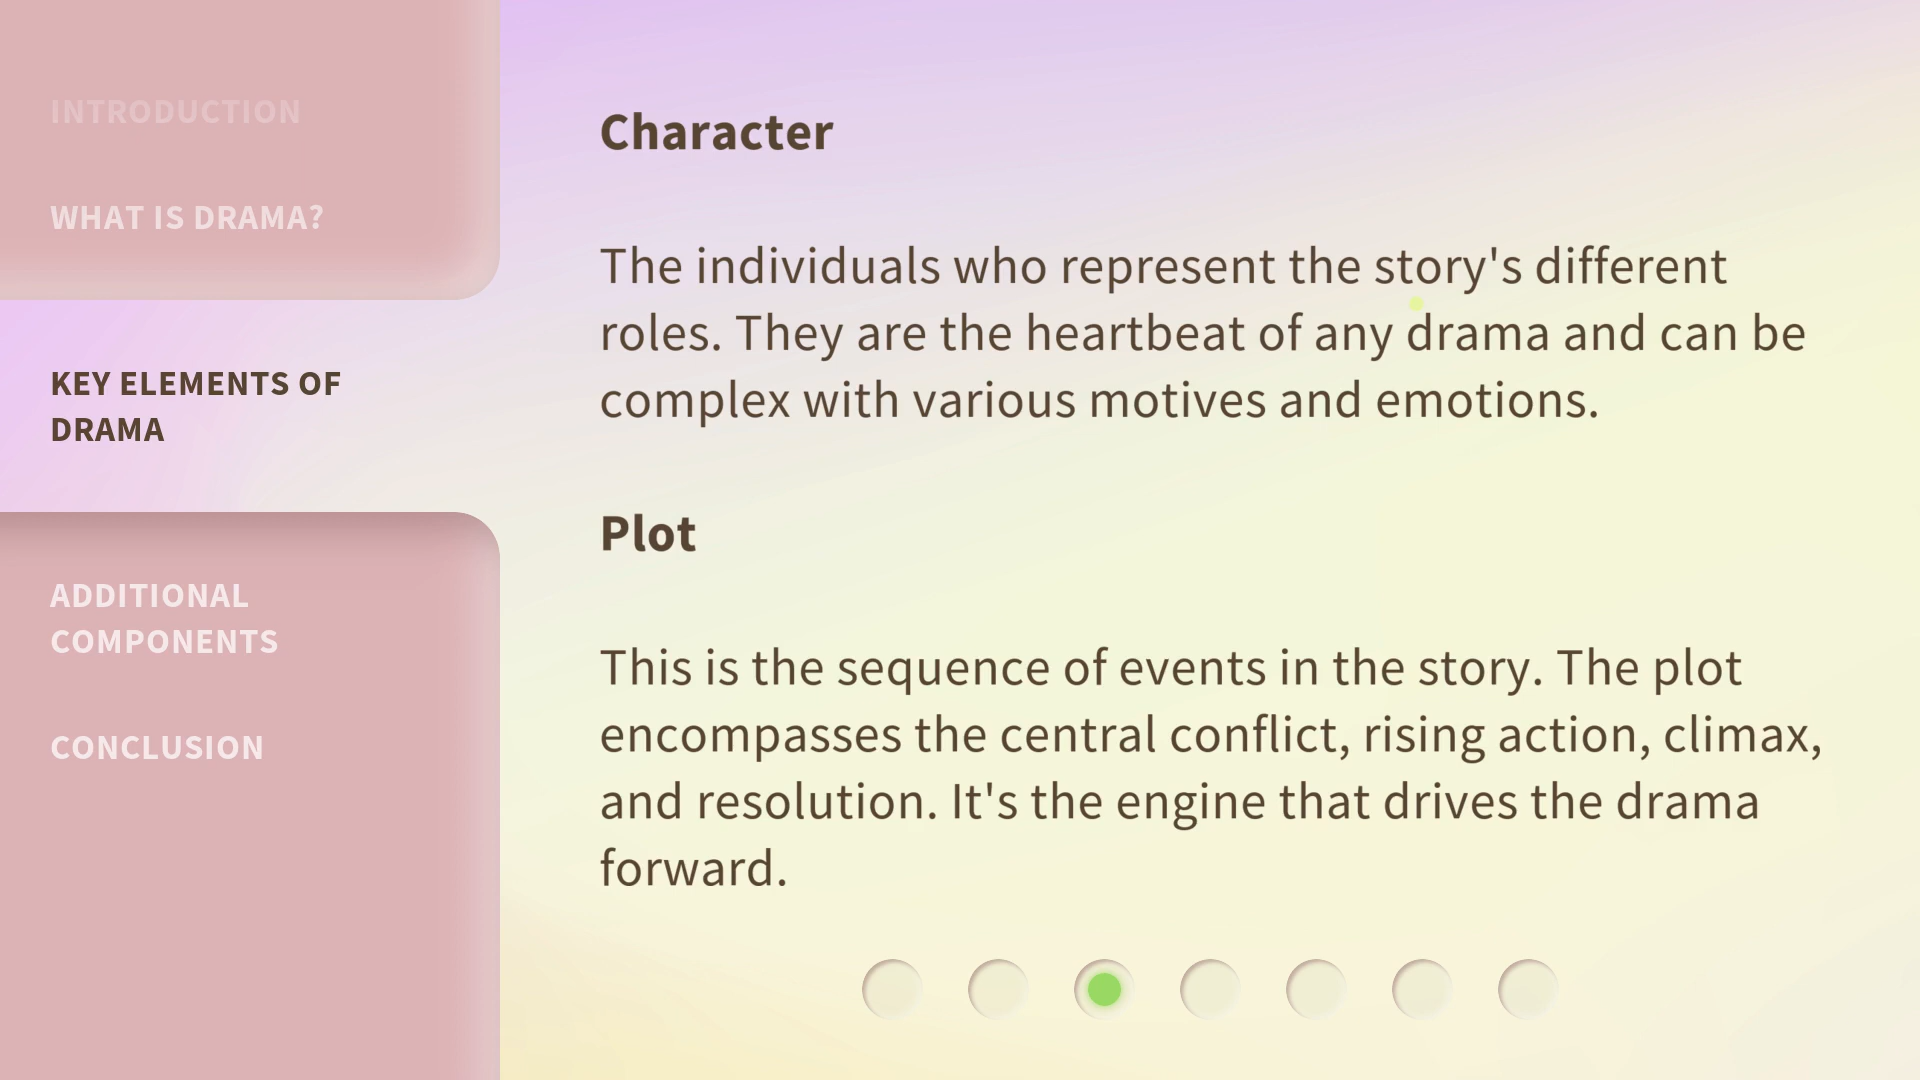 INTRODUCTION
WHAT IS DRAMA?
KEY ELEMENTS OF
DRAMA
ADDITIONAL
COMPONENTS
CONCLUSION
Character
The individuals who represent the story's different
roles. They are the heartbeat of any drama and can be
complex with various motives and emotions.
Plot
This is the sequence of events in the story. The plot
encompasses the central conflict, rising action, climax,
and resolution. It's the engine that drives the drama
forward.